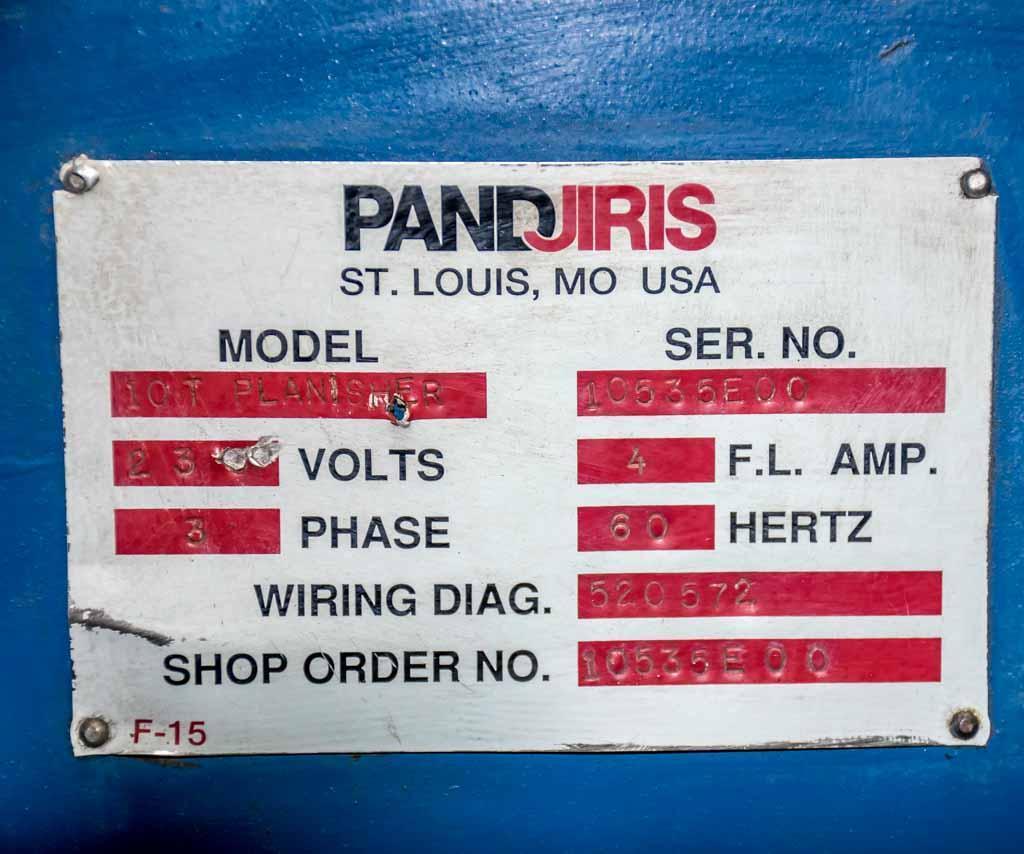 PANDJIRIS
ST. LOUIS, MO USA
MODEL SER. NO.
10T PLANISHER 10535E00
VOLTS 4 F.L. AMP.
3 PHASE 60 HERTZ
WIRING DIAG. 520572
SHOP ORDER NO. 10535E00
F-15